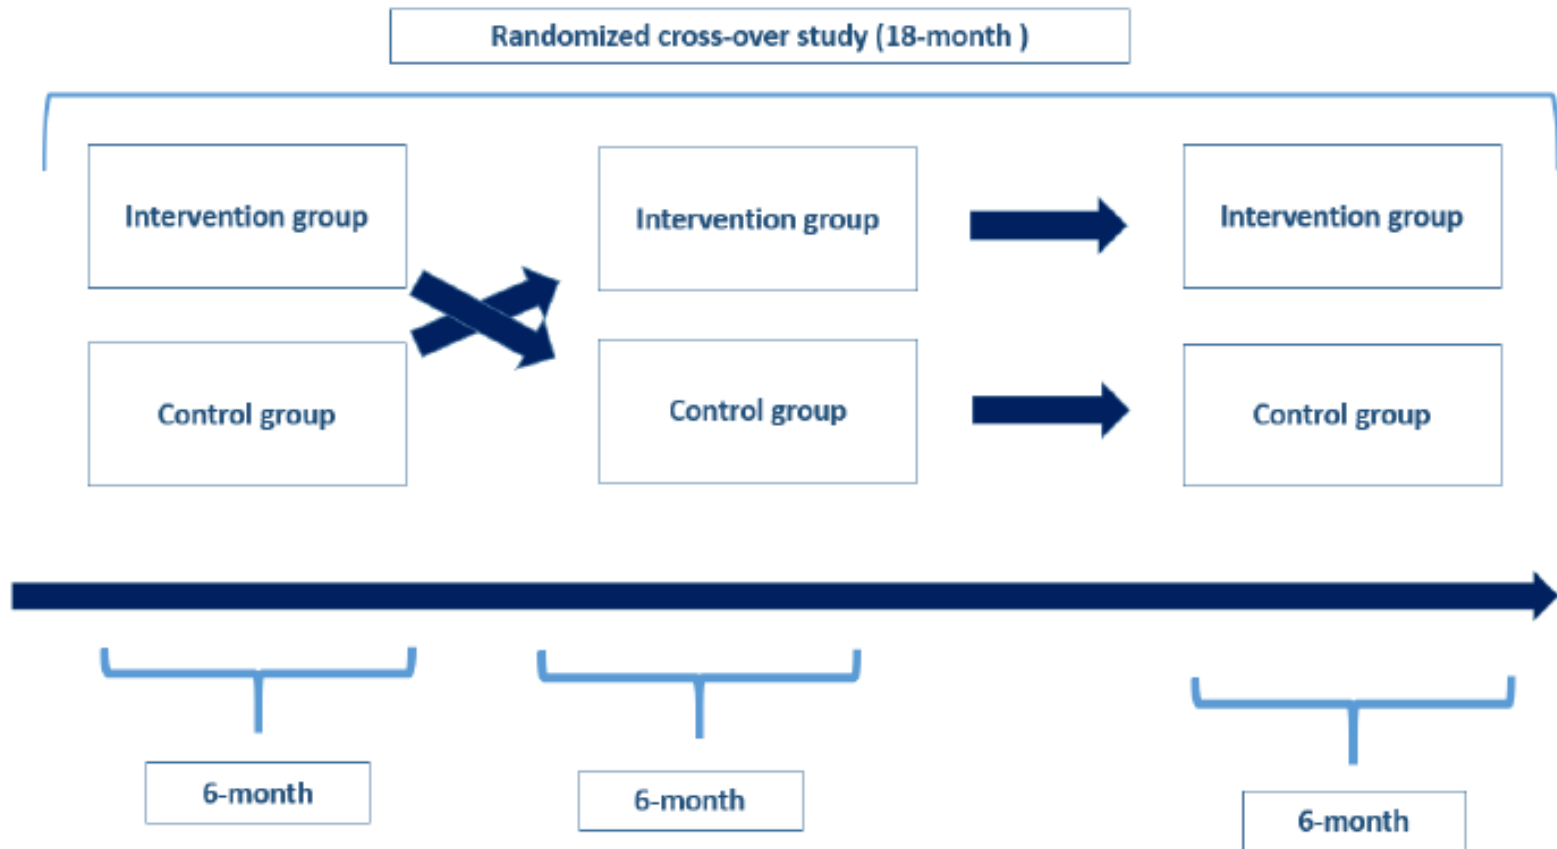 Randomized cross-over study (18-month )
Intervention group
Intervention group
Intervention group
Control group
Control group
Control group
6-month
6-month
6-month